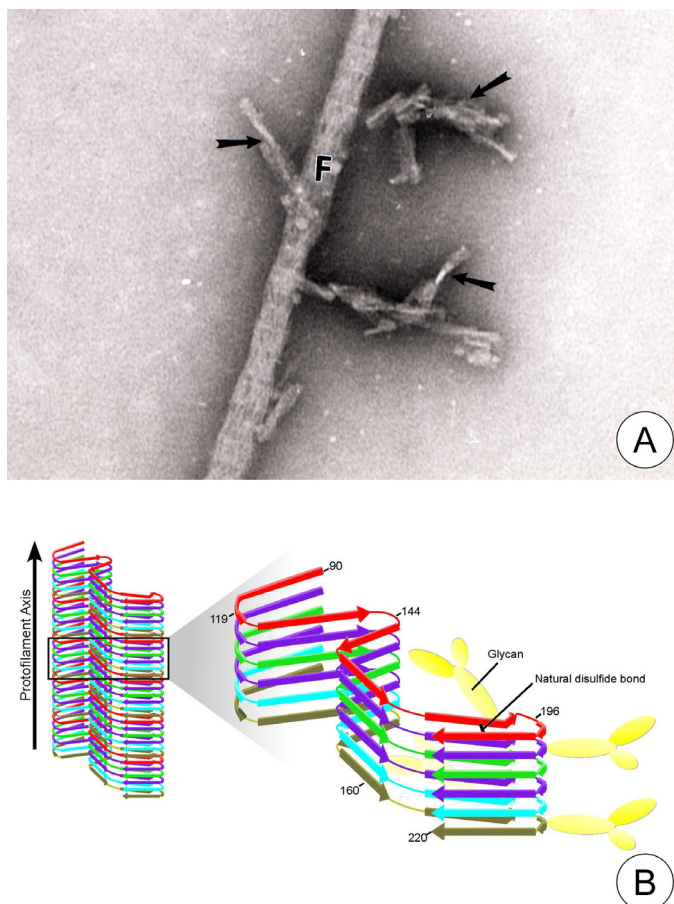 F
A
Protofilament Axis
90
119
144
Glycan
Natural disulfide bond
196
160
220
B